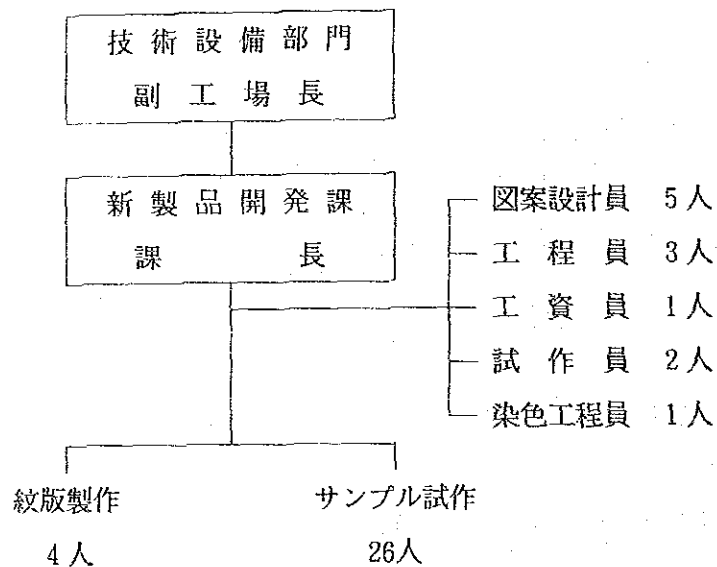 技術設備部門
副工場長
新製品開発課
課長
図案設計員 5人
工程員 3人
工資員 1人
試作員 2人
染色工程員 1人
紋版製作
4人
サンプル試作
26人